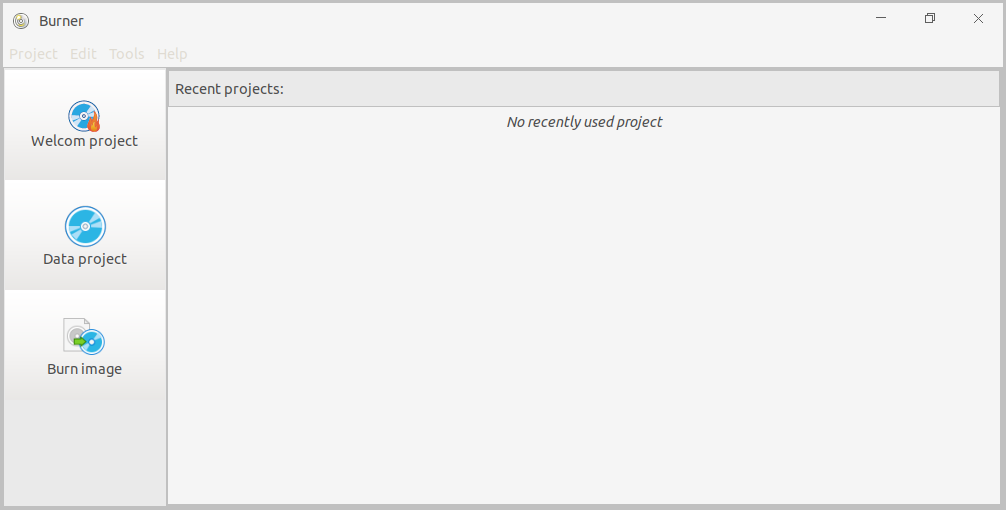 Burner
Project Edit Tools Help
Welcom project
Data project
Burn image
Recent projects:
No recently used project